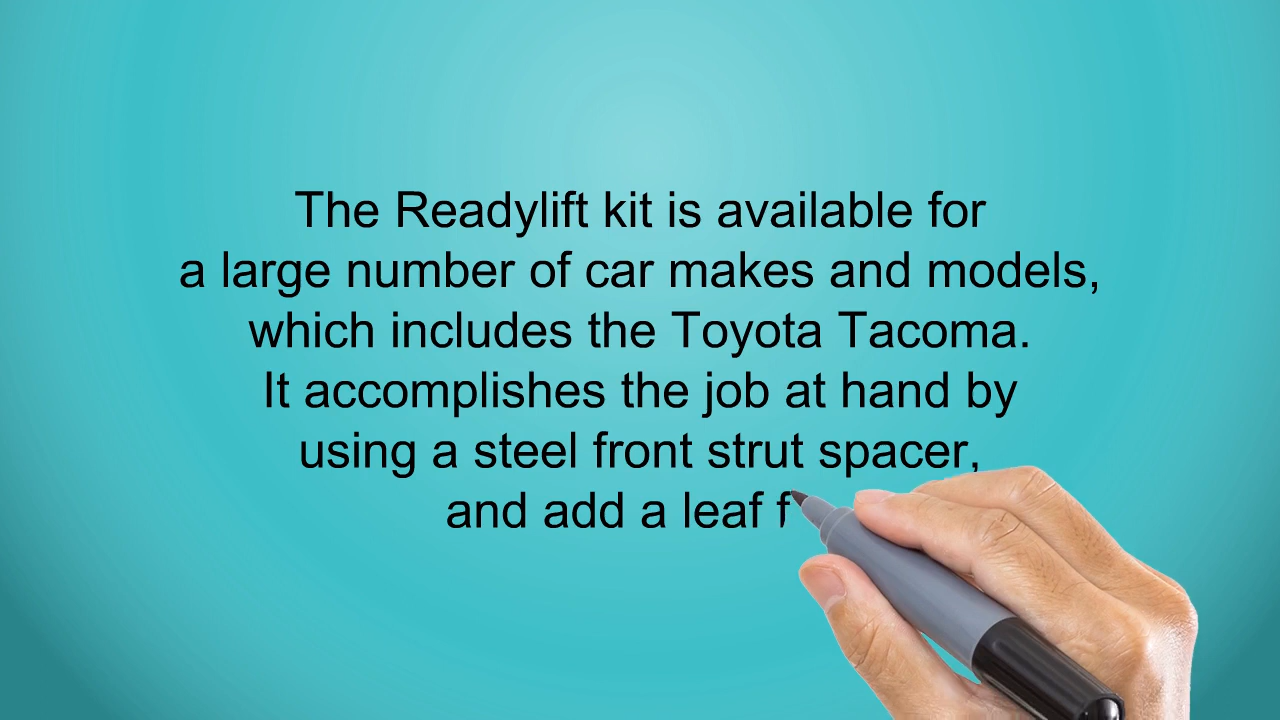 The Readylift kit is available for
a large number of car makes and models,
which includes the Toyota Tacoma.
It accomplishes the job at hand by
using a steel front strut spacer,
and add a leaf f